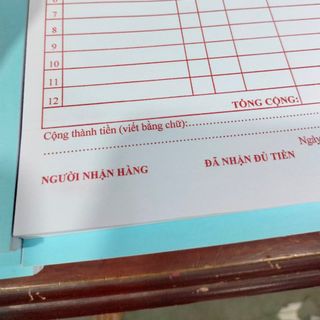 7
8
9
10
11
12
TỔNG CỘNG:
Cộng thành tiền (viết bằng chữ):
Ngày
NGƯỜI NHẬN HÀNG
ĐÃ NHẬN ĐỦ TIỀN